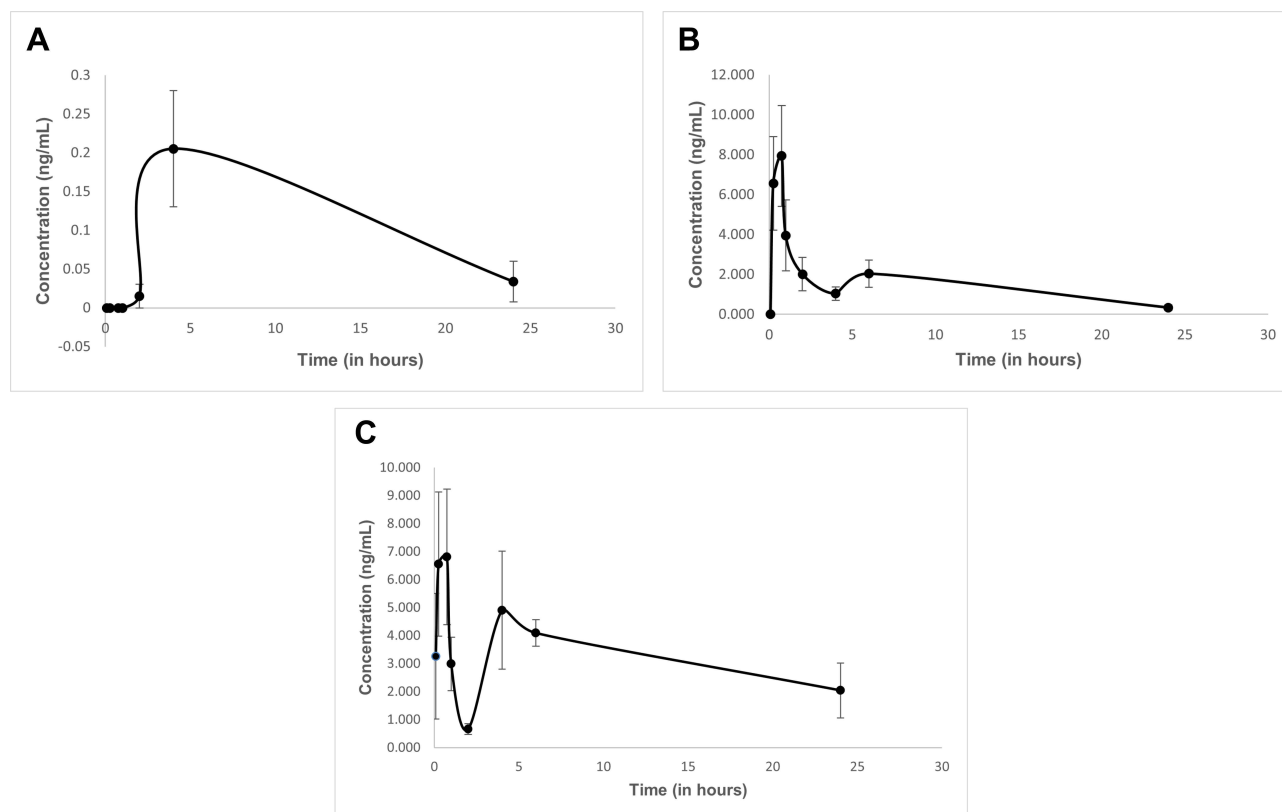 A
Concentration (ng/mL)
0.3
0.25
0.2
0.15
0.1
0.05
0
-0.05
0 5 10 15 20 25 30
Time (in hours)
B
Concentration (ng/mL)
12.000
10.000
8.000
6.000
4.000
2.000
0.000
0 5 10 15 20 25 30
Time (in hours)
C
Concentration (ng/mL)
10.000
9.000
8.000
7.000
6.000
5.000
4.000
3.000
2.000
1.000
0.000
0 5 10 15 20 25 30
Time (in hours)